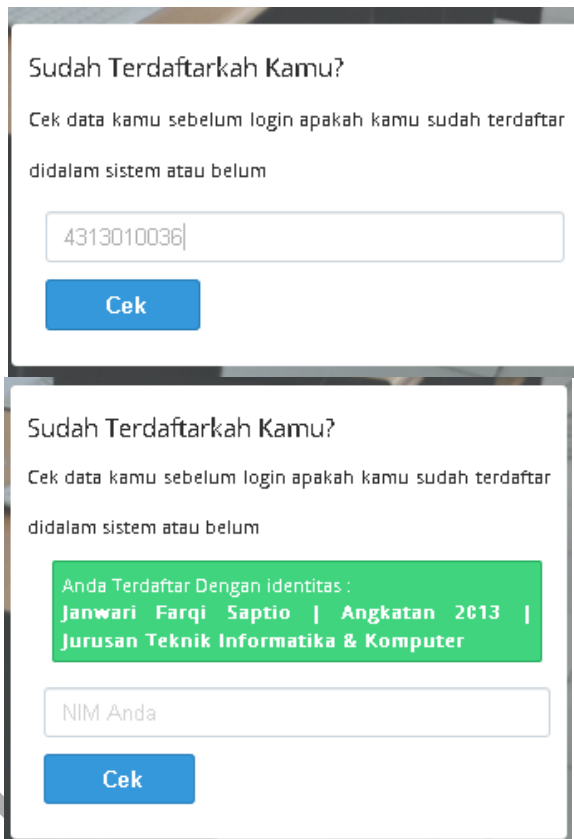 Sudah Terdaftarkah Kamu?
Cek data kamu sebelum login apakah kamu sudah terdaftar
didalam sistem atau belum
4313010036
Cek
Sudah Terdaftarkah Kamu?
Cek data kamu sebelum login apakah kamu sudah terdaftar
didalam sistem atau belum
Anda Terdaftar Dengan identitas :
Janwari Farqi Saptio | Angkatan 2013 |
Jurusan Teknik Informatika & Komputer
NIM Anda
Cek